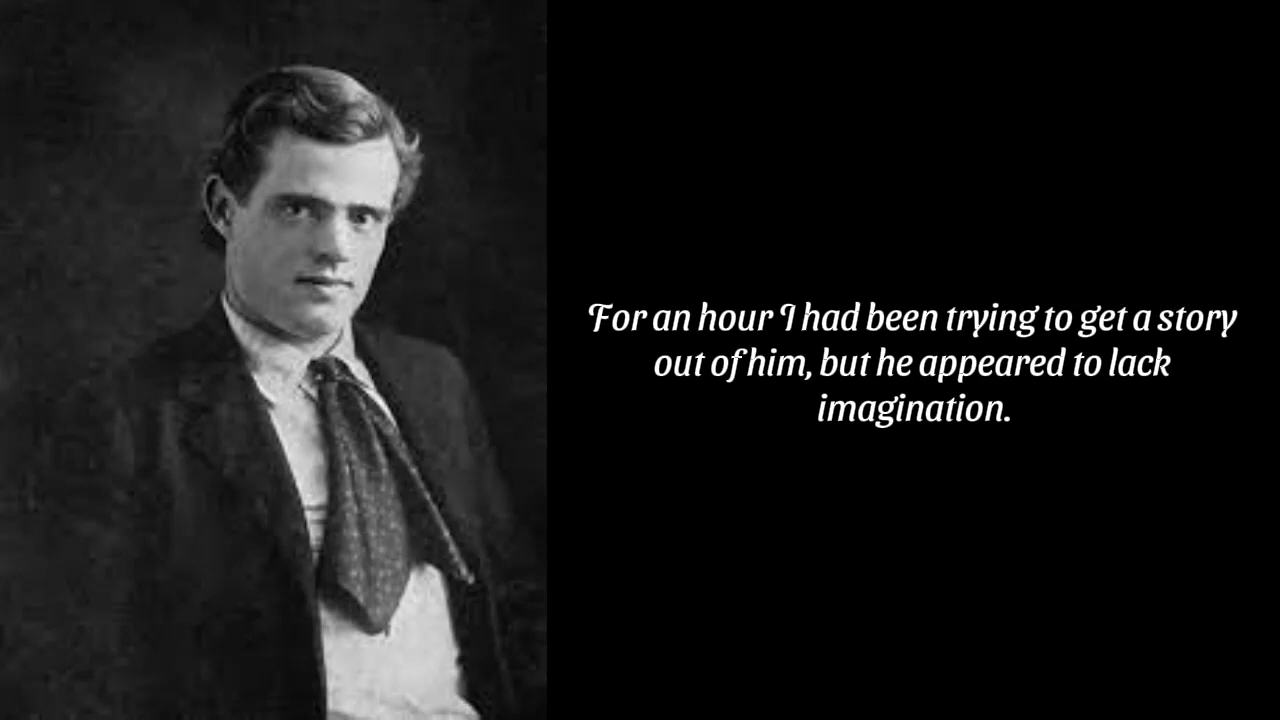 For an hour I had been trying to get a story
out of him, but he appeared to lack
imagination.